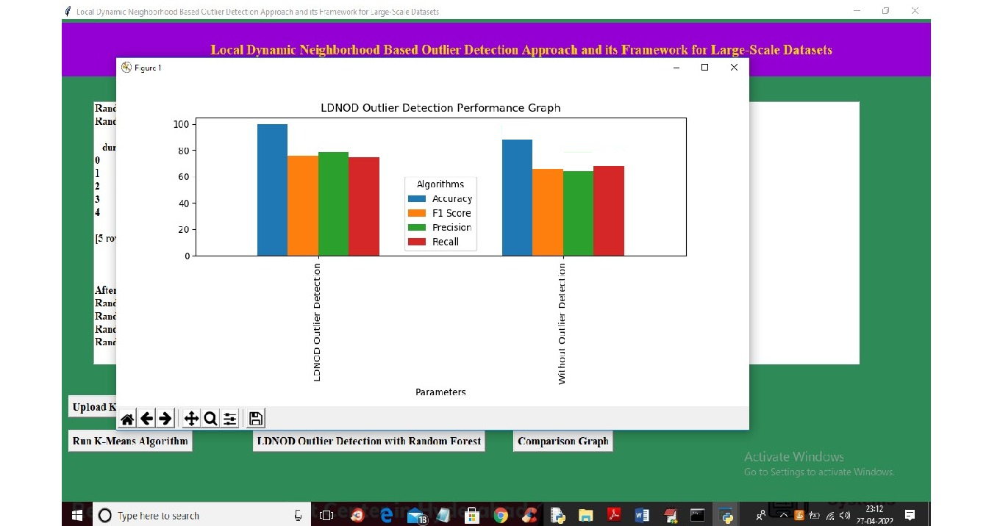 Local Dynamic Neighborhood Based Outlier Detection Approach and its Framework for Large-Scale Datasets
Local Dynamic Neighborhood Based Outlier Detection Approach and its Framework for Large-Scale Datasets
Figure 1
Rand
Rand
dur
0
1
2
3
4
[5 row
After
Rand
Rand
Rand
Rand
LDNOD Outlier Detection Performance Graph
100
80
60
40
20
0
Algorithms
Accuracy
F1 Score
Precision
Recall
LDNOD Outlier Detection
Without Outlier Detection
Parameters
Upload K
Run K-Means Algorithm
LDNOD Outlier Detection with Random Forest
Comparison Graph
Activate Windows
Go to Settings to activate Windows.
Type here to search
18
23:12
27-04-2022